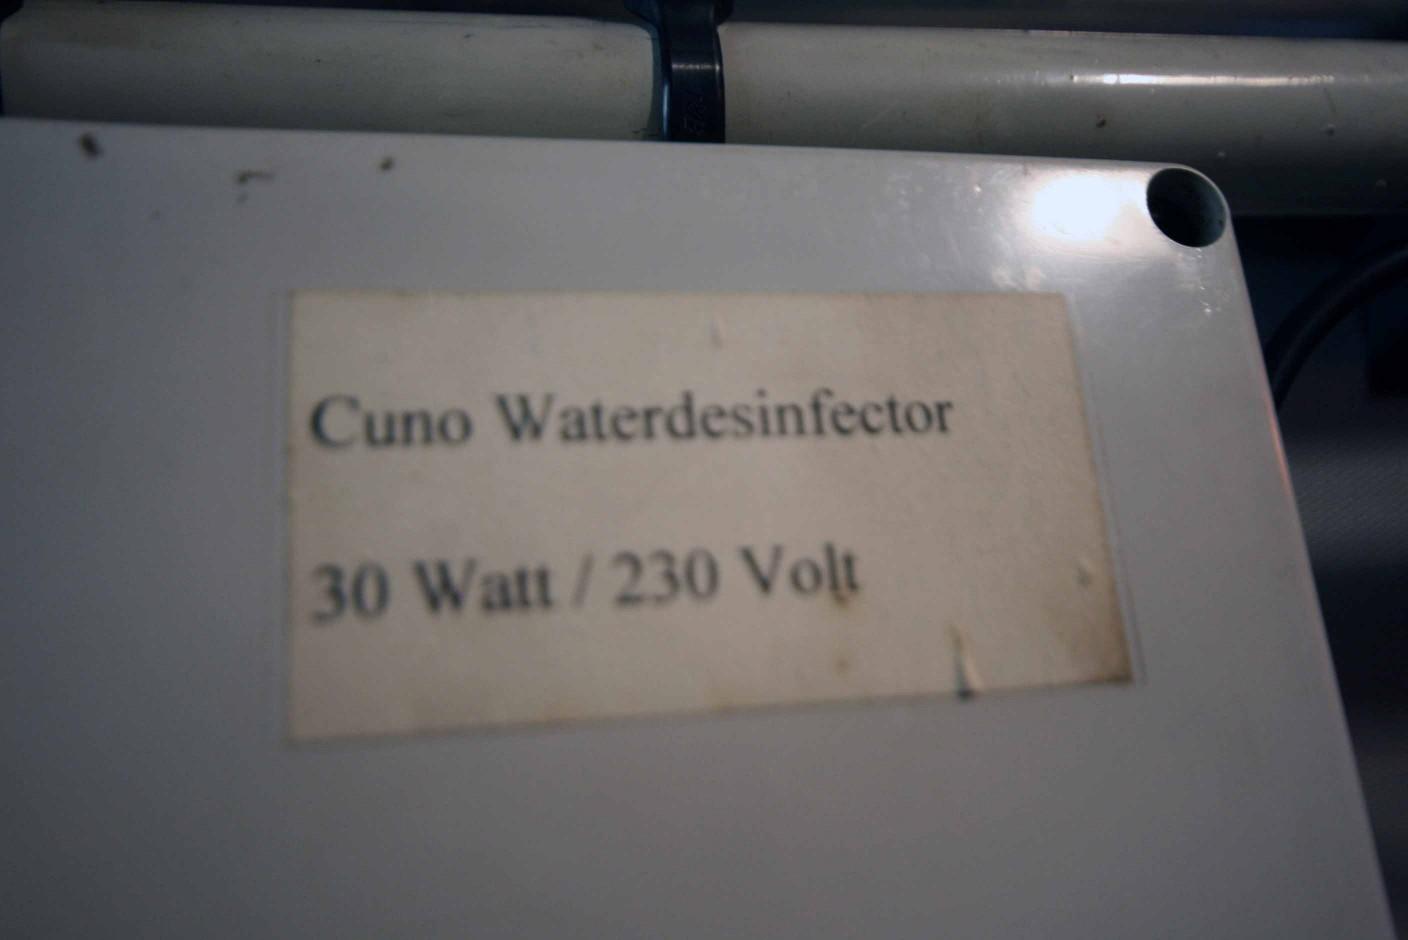 Cuno Waterdesinfector
30 Watt / 230 Volt